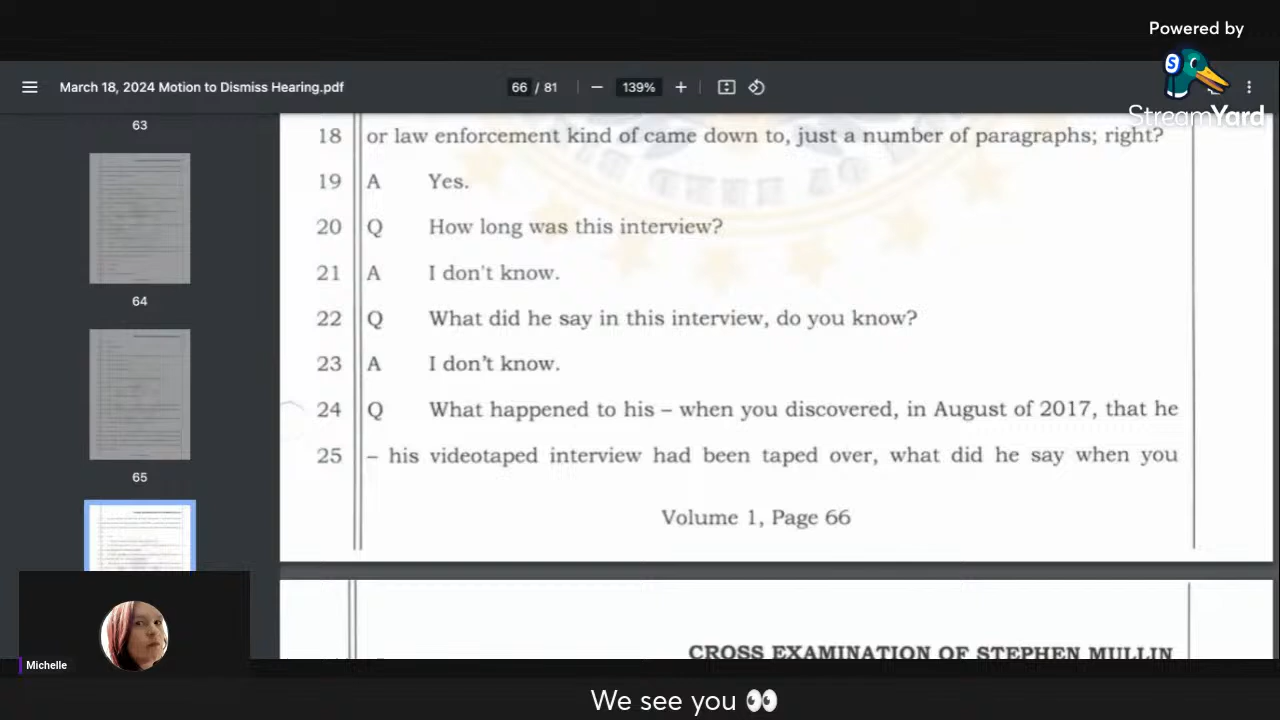 Powered by
StreamYard
March 18, 2024 Motion to Dismiss Hearing.pdf
66 / 81
139%
63
64
65
18 or law enforcement kind of came down to, just a number of paragraphs; right?
19 A Yes.
20 Q How long was this interview?
21 A I don't know.
22 Q What did he say in this interview, do you know?
23 A I don't know.
24 Q What happened to his – when you discovered, in August of 2017, that he
25 – his videotaped interview had been taped over, what did he say when you
Volume 1, Page 66
CROSS EXAMINATION OF STEPHEN MULLIN
Michelle
We see you 👀